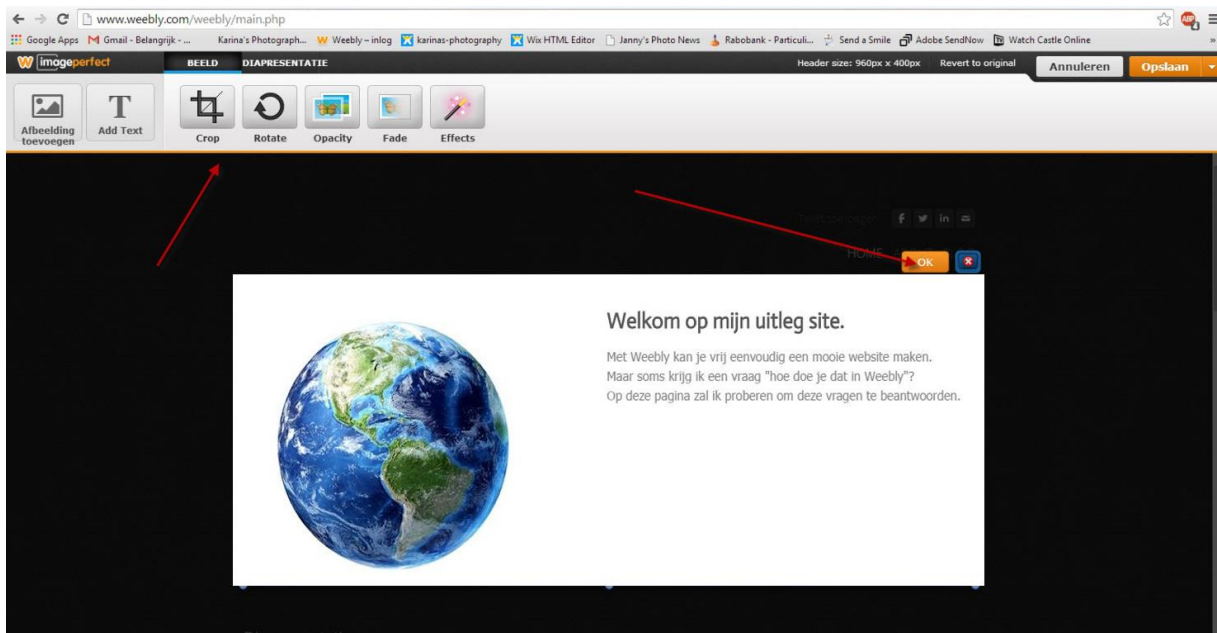 www.weebly.com/weebly/main.php
Google Apps Gmail - Belangrijk - ... Karina's Photograph... Weebly – inlog karinas-photography Wix HTML Editor Janny's Photo News Rabobank - Particuli... Send a Smile Adobe SendNow Watch Castle Online »
imageperfect BEELD DIAPRESENTATIE Header size: 960px x 400px Revert to original Annuleren Opslaan
Afbeelding toevoegen
Add Text
Crop Rotate Opacity Fade Effects
HOME
OK
Welkom op mijn uitleg site.
Met Weebly kan je vrij eenvoudig een mooie website maken.
Maar soms krijg ik een vraag "hoe doe je dat in Weebly"?
Op deze pagina zal ik proberen om deze vragen te beantwoorden.